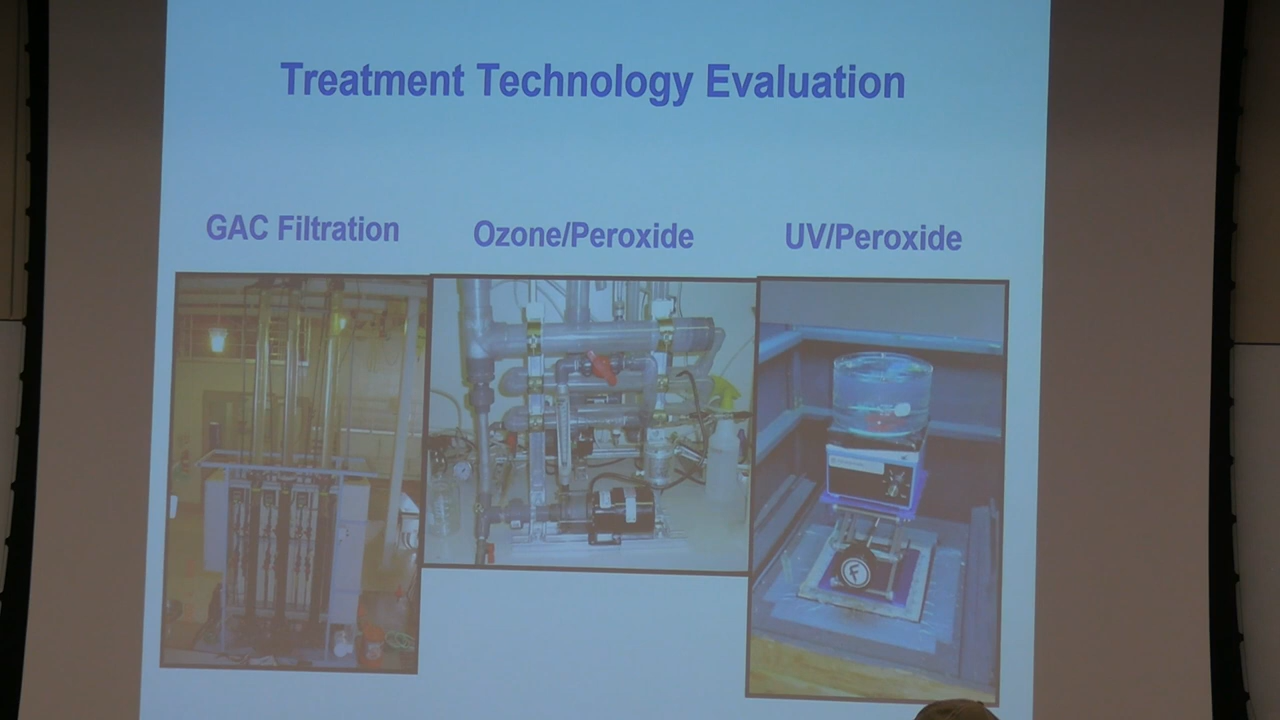 Treatment Technology Evaluation
GAC Filtration
Ozone/Peroxide
UV/Peroxide
F